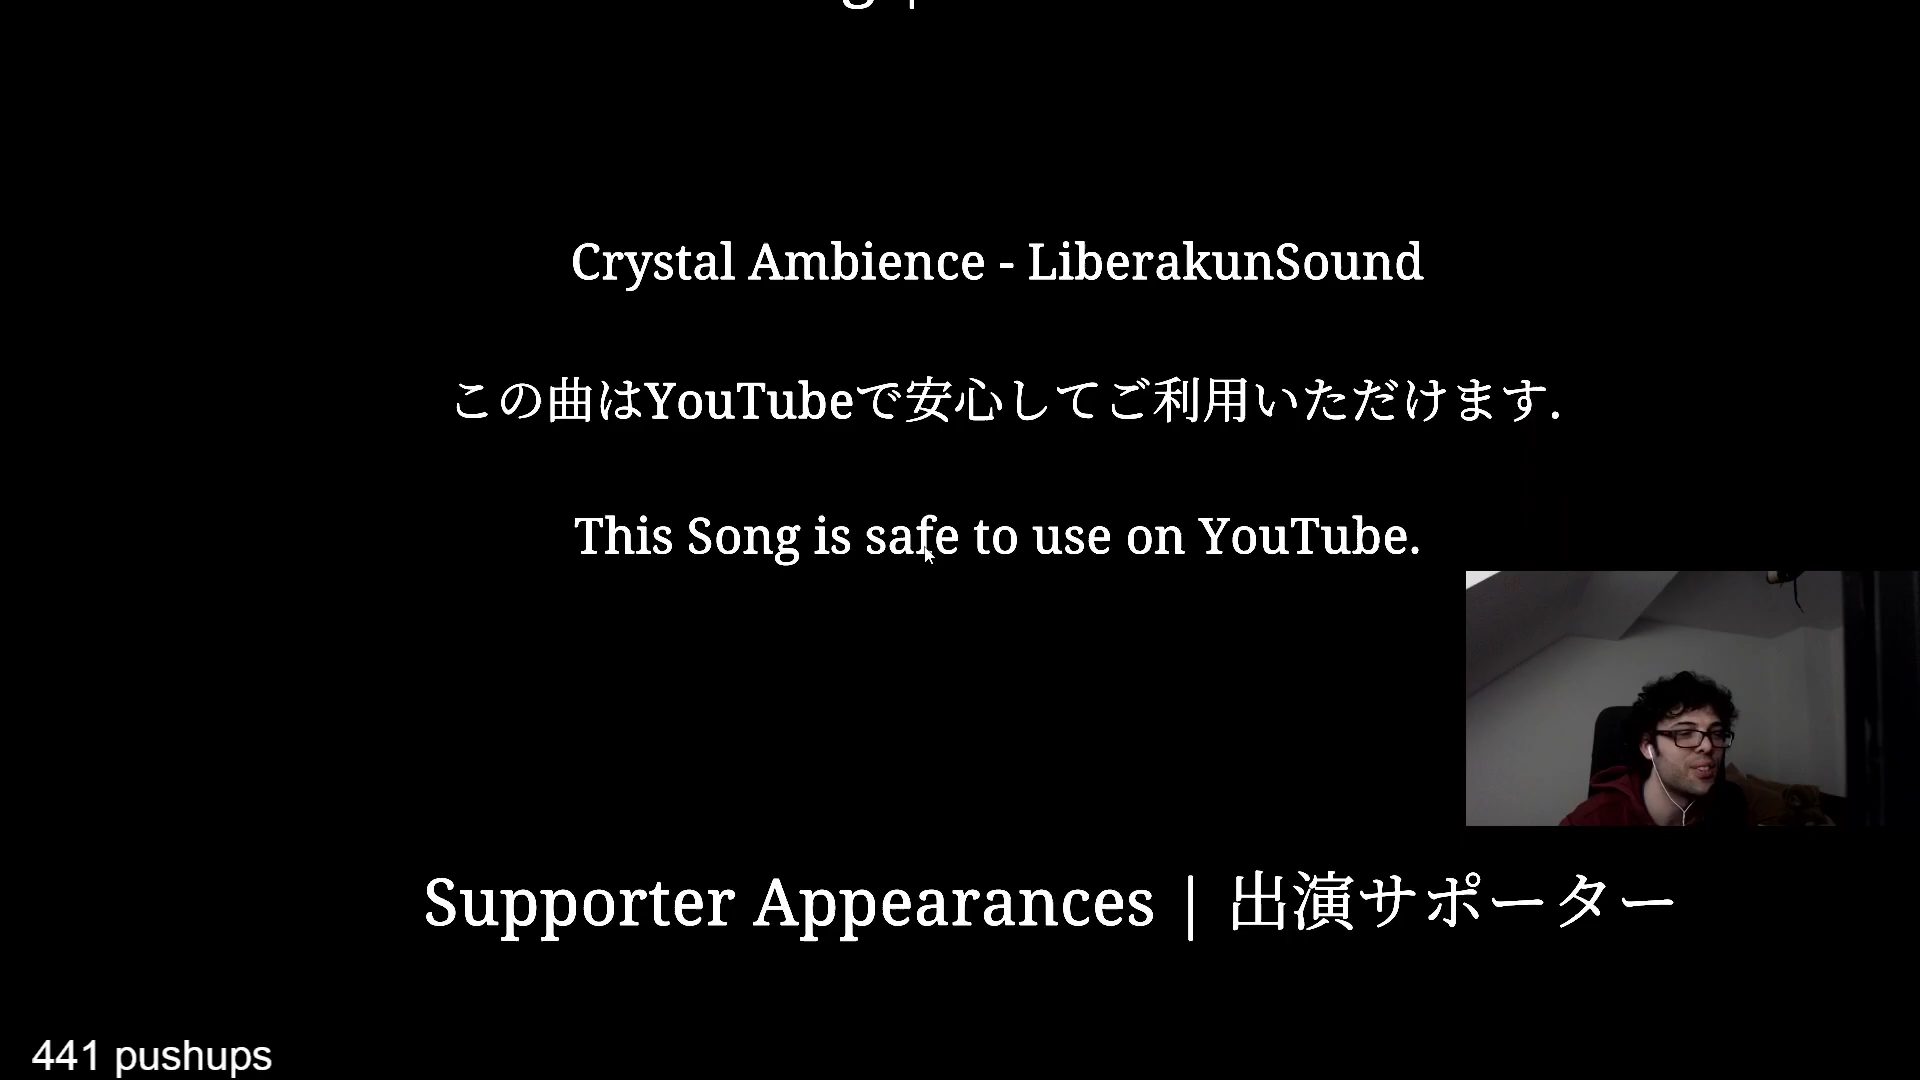 Crystal Ambience - LiberakunSound
この曲はYouTubeで安心してご利用いただけます.
This Song is safe to use on YouTube.
Supporter Appearances | 出演サポーター
441 pushups